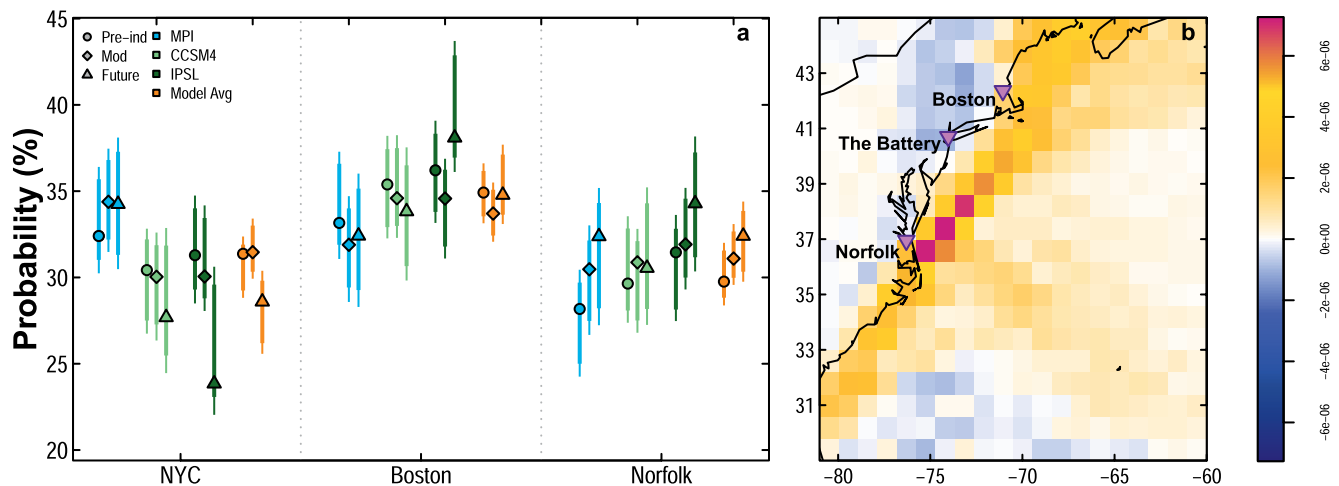 a
Pre-ind
Mod
Future
MPI
CCSM4
IPSL
Model Avg
Probability (%)
45
40
35
30
25
20
NYC
Boston
Norfolk
b
Boston
The Battery
Norfolk
43
41
39
37
35
33
31
−80
−75
−70
−65
−60
6e−06
4e−06
2e−06
0e+00
−2e−06
−4e−06
−6e−06